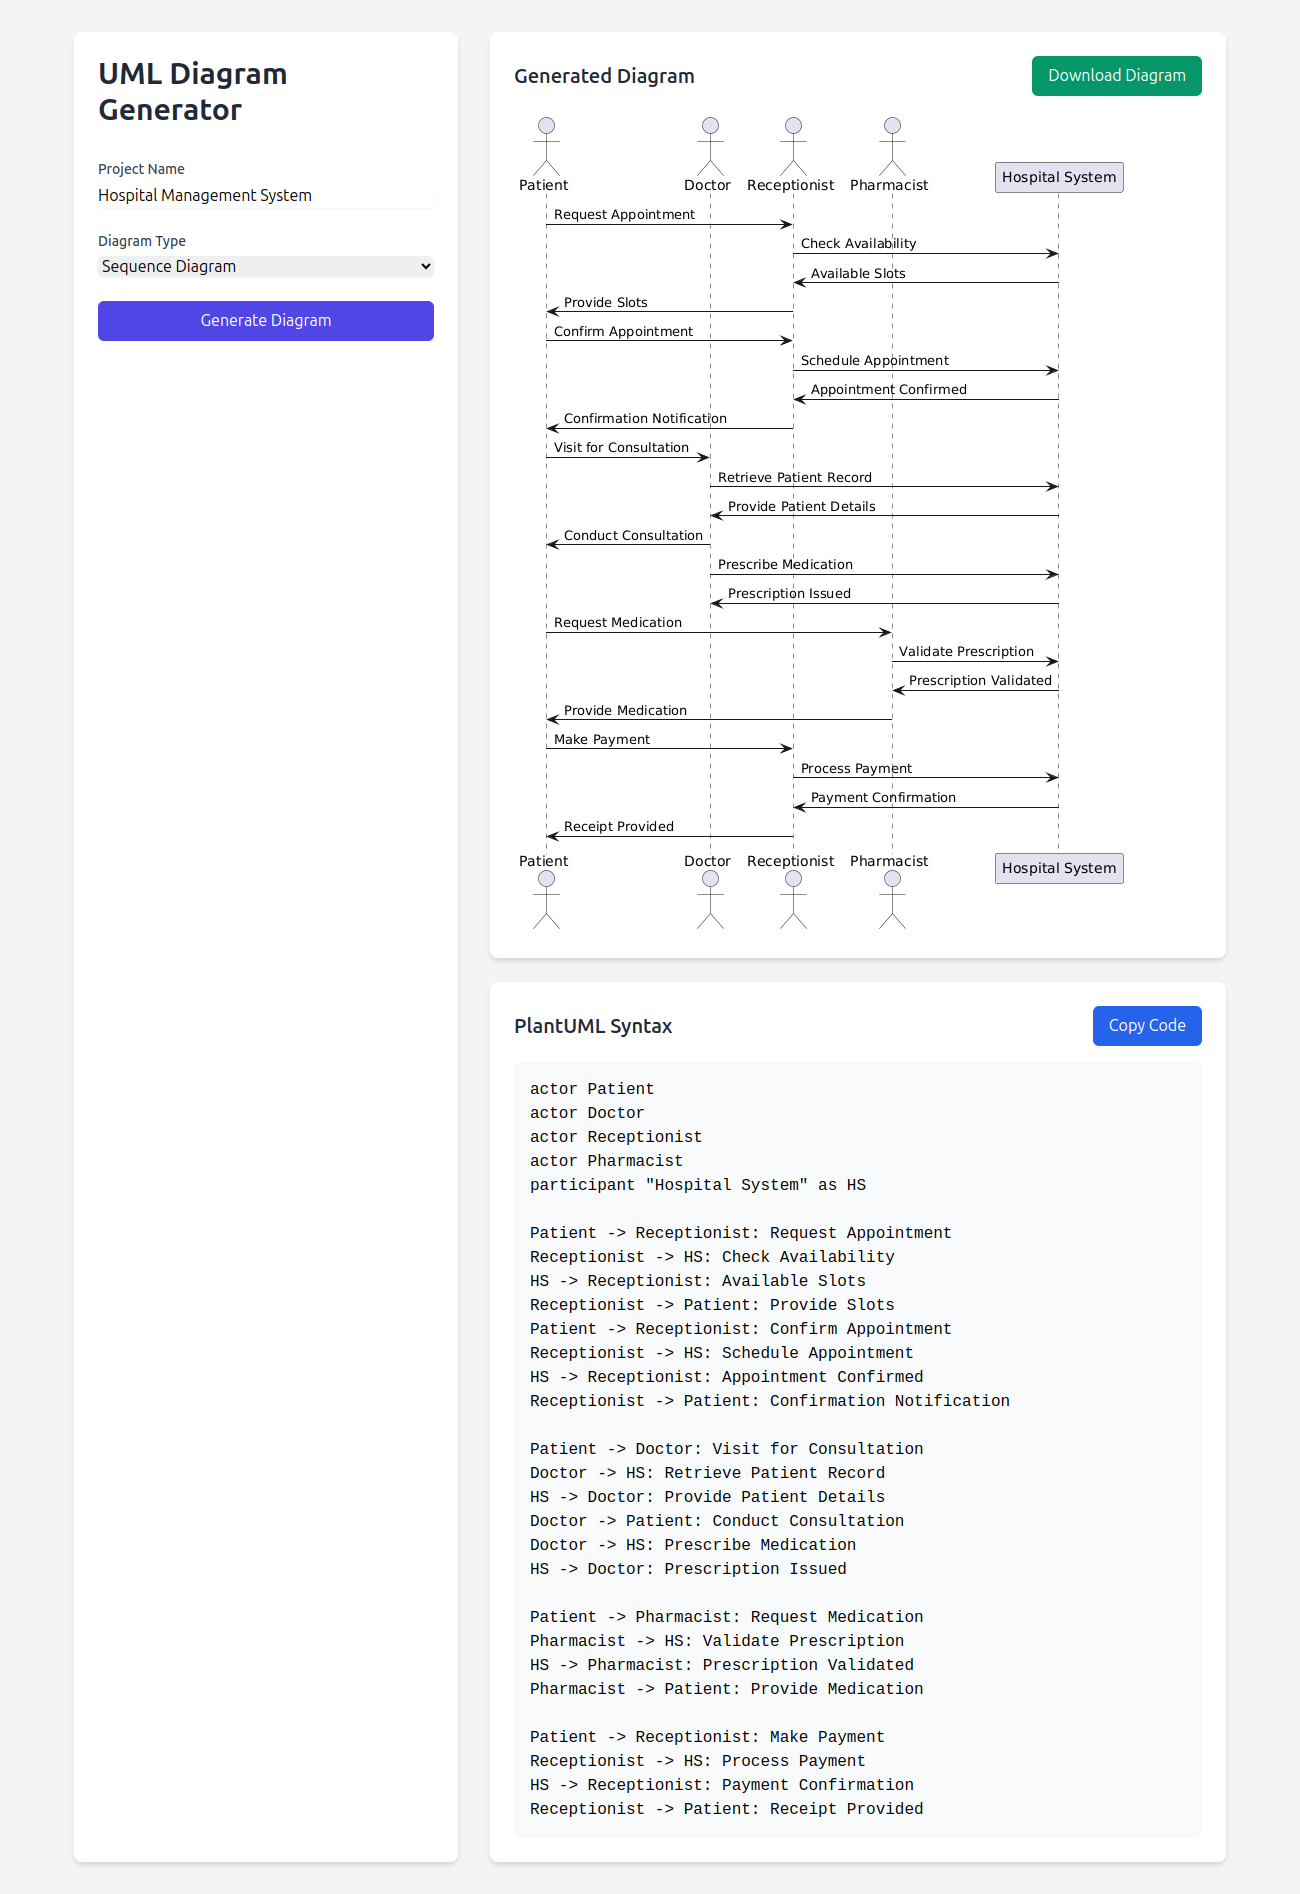 UML Diagram
Generator
Project Name
Hospital Management System
Diagram Type
Sequence Diagram
Generate Diagram
Generated Diagram
Download Diagram
Patient
Doctor
Receptionist
Pharmacist
Hospital System
Request Appointment
Check Availability
Available Slots
Provide Slots
Confirm Appointment
Schedule Appointment
Appointment Confirmed
Confirmation Notification
Visit for Consultation
Retrieve Patient Record
Provide Patient Details
Conduct Consultation
Prescribe Medication
Prescription Issued
Request Medication
Validate Prescription
Prescription Validated
Provide Medication
Make Payment
Process Payment
Payment Confirmation
Receipt Provided
Patient
Doctor
Receptionist
Pharmacist
Hospital System
PlantUML Syntax
Copy Code
actor Patient
actor Doctor
actor Receptionist
actor Pharmacist
participant "Hospital System" as HS
Patient -> Receptionist: Request Appointment
Receptionist -> HS: Check Availability
HS -> Receptionist: Available Slots
Receptionist -> Patient: Provide Slots
Patient -> Receptionist: Confirm Appointment
Receptionist -> HS: Schedule Appointment
HS -> Receptionist: Appointment Confirmed
Receptionist -> Patient: Confirmation Notification
Patient -> Doctor: Visit for Consultation
Doctor -> HS: Retrieve Patient Record
HS -> Doctor: Provide Patient Details
Doctor -> Patient: Conduct Consultation
Doctor -> HS: Prescribe Medication
HS -> Doctor: Prescription Issued
Patient -> Pharmacist: Request Medication
Pharmacist -> HS: Validate Prescription
HS -> Pharmacist: Prescription Validated
Pharmacist -> Patient: Provide Medication
Patient -> Receptionist: Make Payment
Receptionist -> HS: Process Payment
HS -> Receptionist: Payment Confirmation
Receptionist -> Patient: Receipt Provided